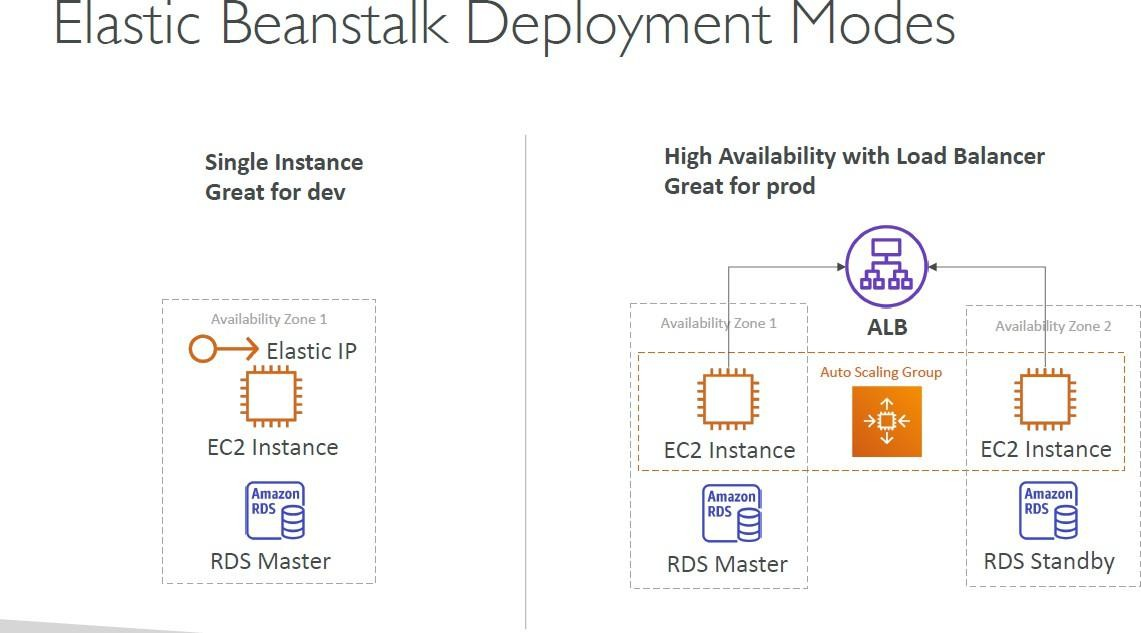 Elastic Beanstalk Deployment Modes
Single Instance
Great for dev
Availability Zone 1
Elastic IP
EC2 Instance
Amazon
RDS
RDS Master
High Availability with Load Balancer
Great for prod
ALB
Availability Zone 1
Auto Scaling Group
EC2 Instance
Amazon
RDS
RDS Master
Availability Zone 2
EC2 Instance
Amazon
RDS
RDS Standby